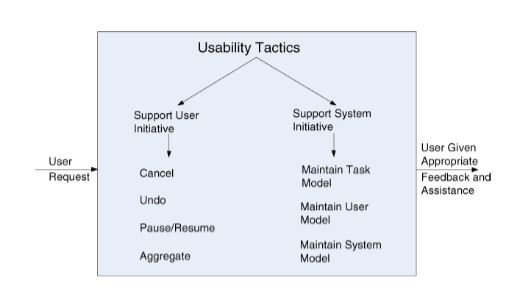 Usability Tactics
Support User
Initiative
Support System
Initiative
User
Request
Cancel
Undo
Pause/Resume
Aggregate
Maintain Task
Model
Maintain User
Model
Maintain System
Model
User Given
Appropriate
Feedback and
Assistance